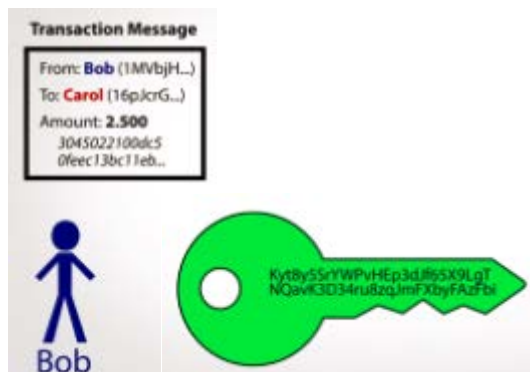 Transaction Message
From: Bob (1MVbjH...)
To: Carol (16pJcrG...)
Amount: 2.500
3045022100dc5
0feec13bc11eb...
Kyt8y5SrYWPvHEp3dJf65X9LgT
NQavK3D34ru8zqJmFXbyFAzFbi
Bob